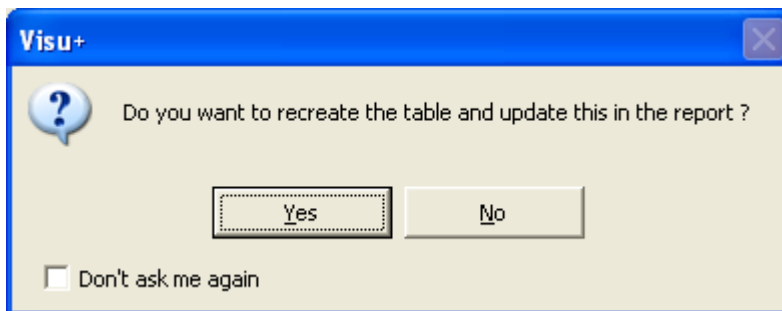 Visu+
Do you want to recreate the table and update this in the report ?
Yes No
Don't ask me again